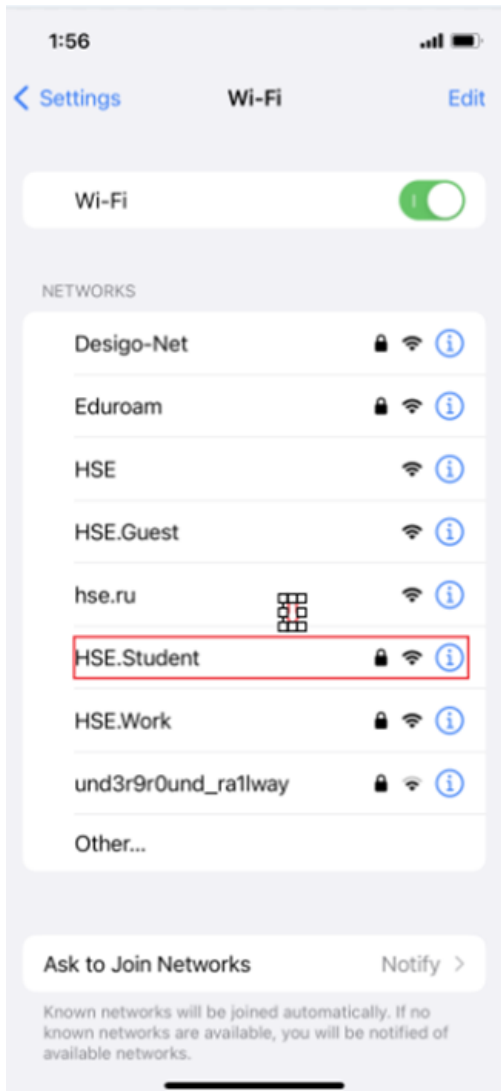 1:56
Settings Wi-Fi Edit
Wi-Fi
NETWORKS
Desigo-Net
Eduroam
HSE
HSE.Guest
hse.ru
HSE.Student
HSE.Work
und3r9r0und_ra1lway
Other...
Ask to Join Networks Notify
Known networks will be joined automatically. If no
known networks are available, you will be notified of
available networks.